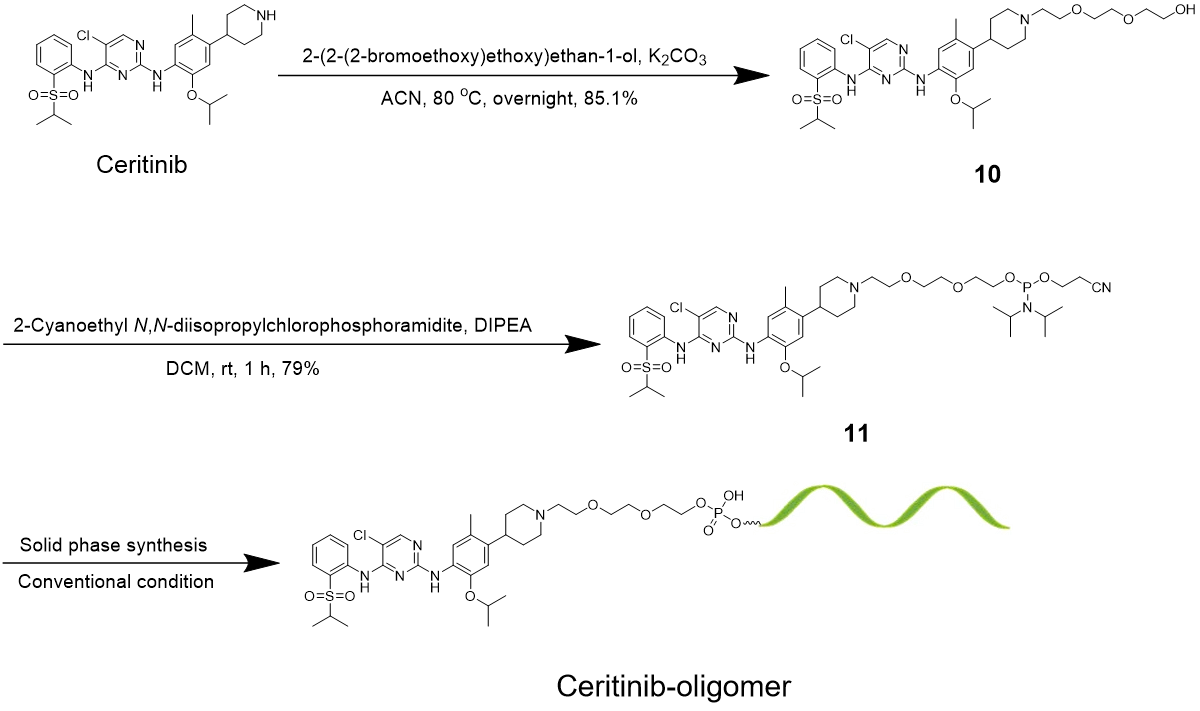 2-(2-(2-bromoethoxy)ethoxy)ethan-1-ol, K2CO3
ACN, 80 oC, overnight, 85.1%
Cl
N
N
N
H
N
H
O
O
S
O
NH
Ceritinib
Cl
N
N
N
H
N
H
O
O
S
O
N
O
O
OH
10
2-Cyanoethyl N,N-diisopropylchlorophosphoramidite, DIPEA
DCM, rt, 1 h, 79%
Cl
N
N
N
H
N
H
O
O
S
O
N
O
O
O
P
O
N
CN
11
Solid phase synthesis
Conventional condition
Cl
N
N
N
H
N
H
O
O
S
O
N
O
O
O
P
OH
O
O
Ceritinib-oligomer